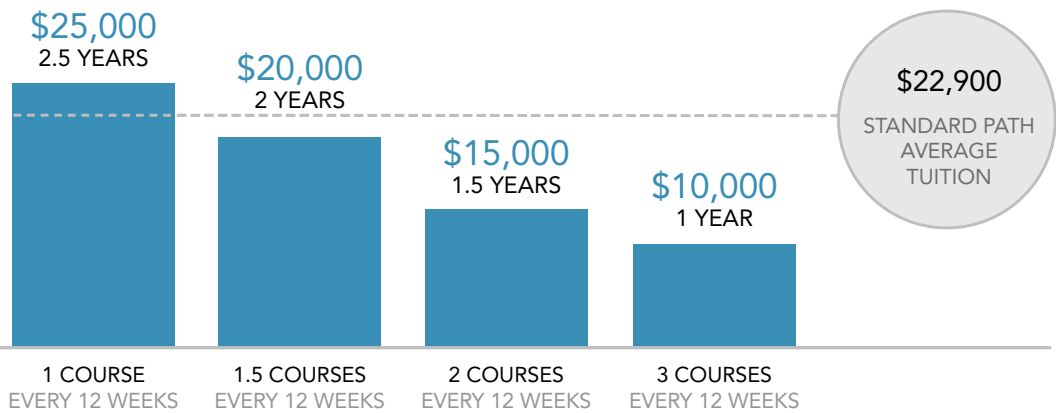 $25,000
2.5 YEARS
$20,000
2 YEARS
$15,000
1.5 YEARS
$10,000
1 YEAR
$22,900
STANDARD PATH
AVERAGE
TUITION
1 COURSE
EVERY 12 WEEKS
1.5 COURSES
EVERY 12 WEEKS
2 COURSES
EVERY 12 WEEKS
3 COURSES
EVERY 12 WEEKS